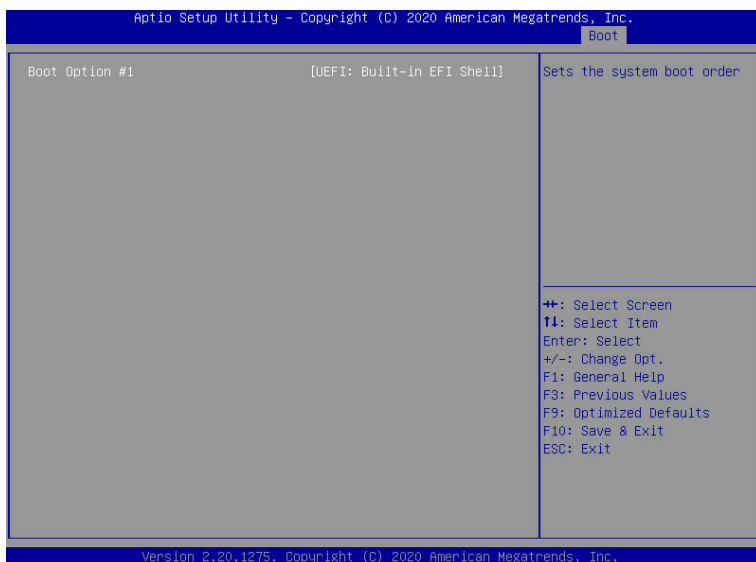 Aptio Setup Utility – Copyright (C) 2020 American Megatrends, Inc.
Boot
Boot Option #1 [UEFI: Built-in EFI Shell]
Sets the system boot order
→←: Select Screen
↑↓: Select Item
Enter: Select
+/-: Change Opt.
F1: General Help
F3: Previous Values
F9: Optimized Defaults
F10: Save & Exit
ESC: Exit
Version 2.20.1275. Copyright (C) 2020 American Megatrends, Inc.